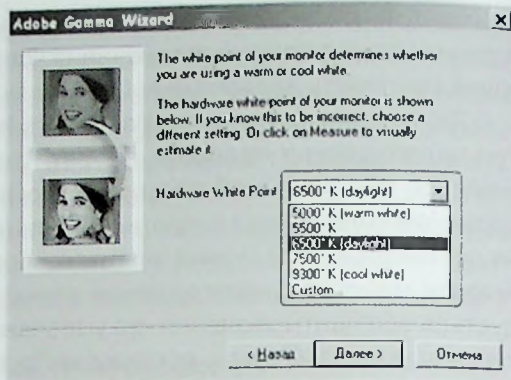 Adobe Gamma Wizard
The white point of your monitor determines whether
you are using a warm or cool white.
The hardware white point of your monitor is shown
below. If you know this to be incorrect, choose a
different setting. Or click on Measure to visually
estimate it.
Hardware White Point: 6500° K (daylight)
5000° K (warm white)
5500° K
6500° K (daylight)
7500° K
9300° K (cool white)
Custom...
< Назад
Далее >
Отмена